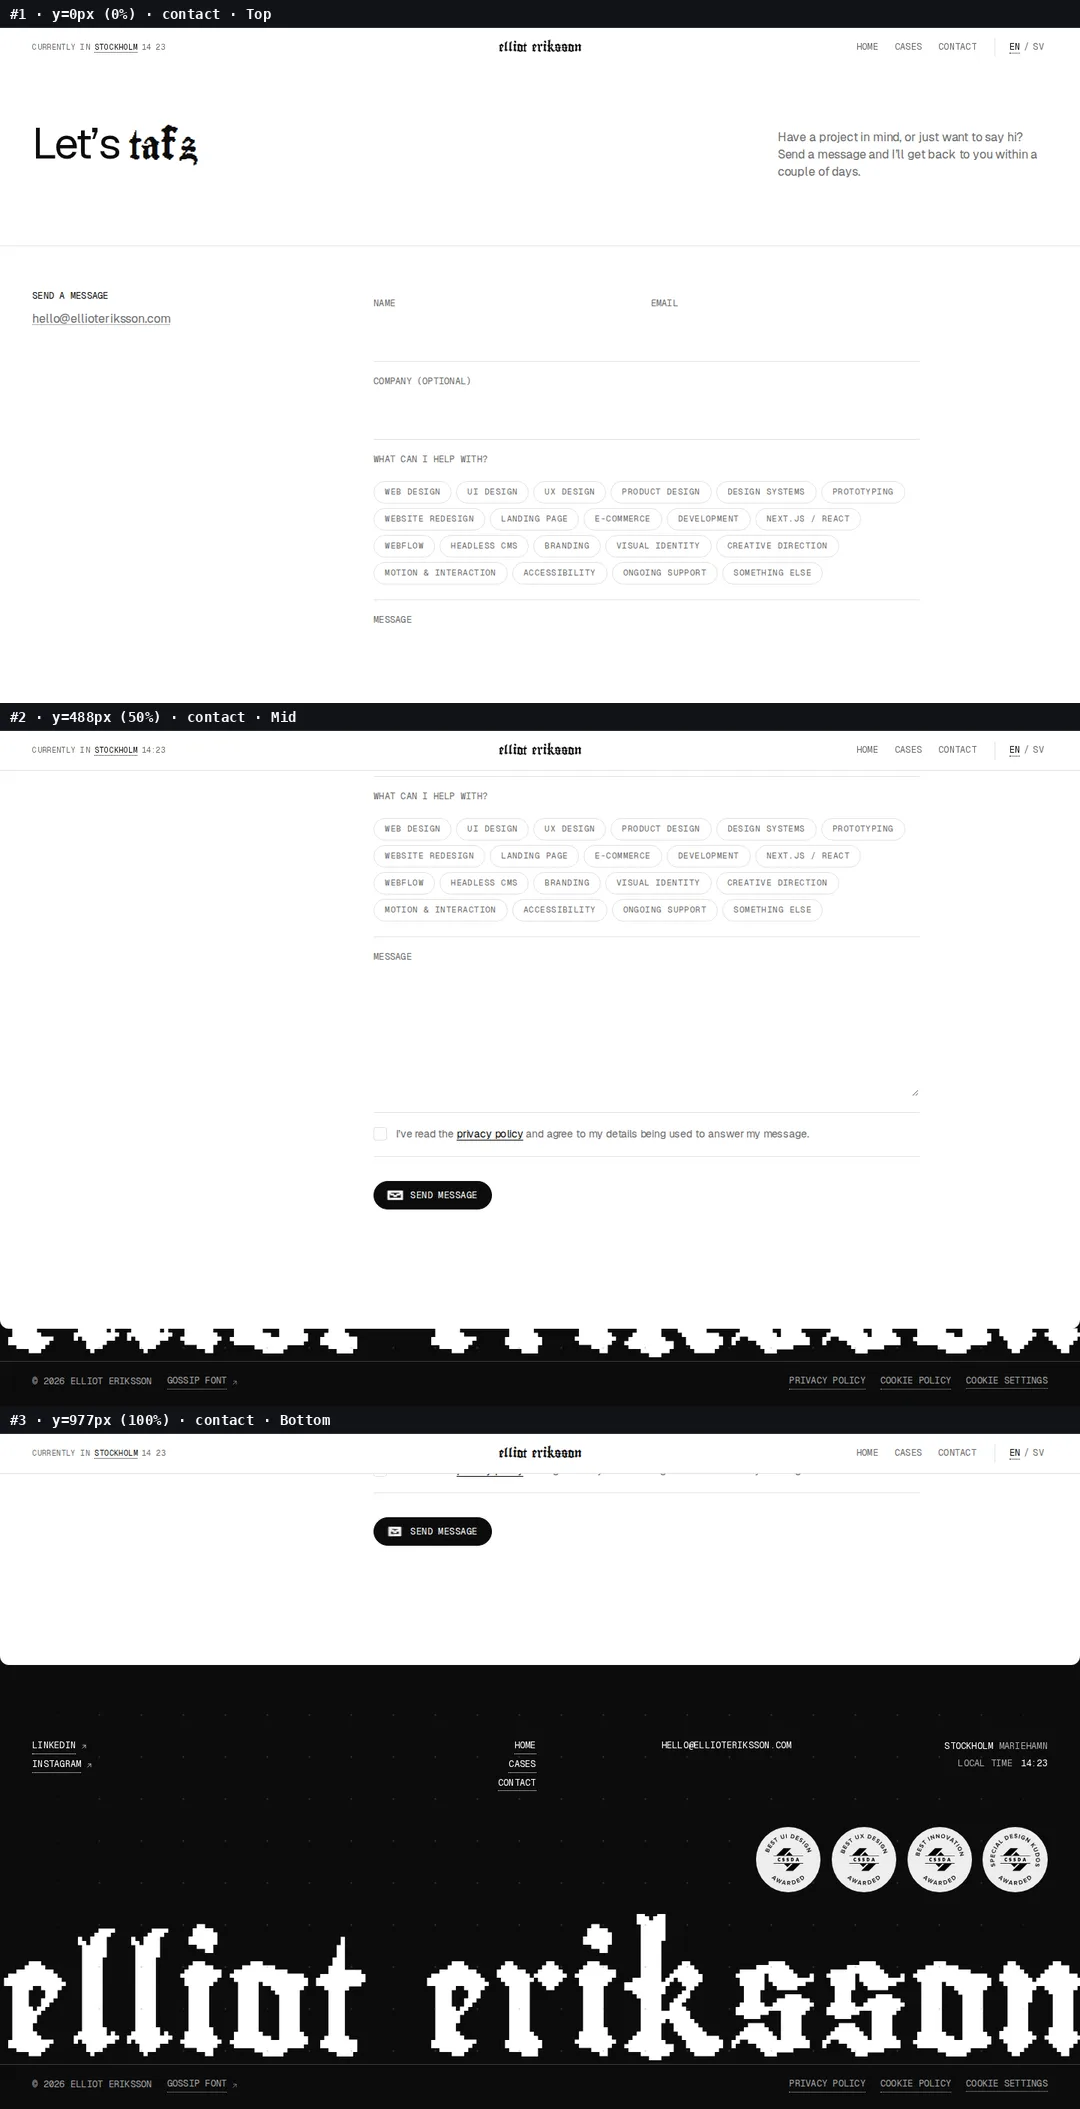 #1 · y=0px (0%) · contact · Top
CURRENTLY IN STOCKHOLM 14 23
elliot eriksson
HOME CASES CONTACT EN / SV
Let's tafz
Have a project in mind, or just want to say hi?
Send a message and I'll get back to you within a
couple of days.
SEND A MESSAGE
hello@ellioteriksson.com
NAME
EMAIL
COMPANY (OPTIONAL)
WHAT CAN I HELP WITH?
WEB DESIGN UI DESIGN UX DESIGN PRODUCT DESIGN DESIGN SYSTEMS PROTOTYPING
WEBSITE REDESIGN LANDING PAGE E-COMMERCE DEVELOPMENT NEXT.JS / REACT
WEBFLOW HEADLESS CMS BRANDING VISUAL IDENTITY CREATIVE DIRECTION
MOTION & INTERACTION ACCESSIBILITY ONGOING SUPPORT SOMETHING ELSE
MESSAGE
#2 · y=488px (50%) · contact · Mid
CURRENTLY IN STOCKHOLM 14:23
elliot eriksson
HOME CASES CONTACT EN / SV
WHAT CAN I HELP WITH?
WEB DESIGN UI DESIGN UX DESIGN PRODUCT DESIGN DESIGN SYSTEMS PROTOTYPING
WEBSITE REDESIGN LANDING PAGE E-COMMERCE DEVELOPMENT NEXT.JS / REACT
WEBFLOW HEADLESS CMS BRANDING VISUAL IDENTITY CREATIVE DIRECTION
MOTION & INTERACTION ACCESSIBILITY ONGOING SUPPORT SOMETHING ELSE
MESSAGE
I've read the privacy policy and agree to my details being used to answer my message.
SEND MESSAGE
© 2026 ELLIOT ERIKSSON GOSSIP FONT ↗
PRIVACY POLICY COOKIE POLICY COOKIE SETTINGS
#3 · y=977px (100%) · contact · Bottom
CURRENTLY IN STOCKHOLM 14 23
elliot eriksson
HOME CASES CONTACT EN / SV
SEND MESSAGE
LINKEDIN ↗
INSTAGRAM ↗
HOME
CASES
CONTACT
HELLO@ELLIOTERIKSSON.COM
STOCKHOLM MARIEHAMN
LOCAL TIME 14:23
BEST UI DESIGN CSSDA AWARDED
BEST UX DESIGN CSSDA AWARDED
BEST INNOVATION CSSDA AWARDED
SPECIAL DESIGN KUDOS CSSDA AWARDED
elliot eriksson
© 2026 ELLIOT ERIKSSON GOSSIP FONT ↗
PRIVACY POLICY COOKIE POLICY COOKIE SETTINGS